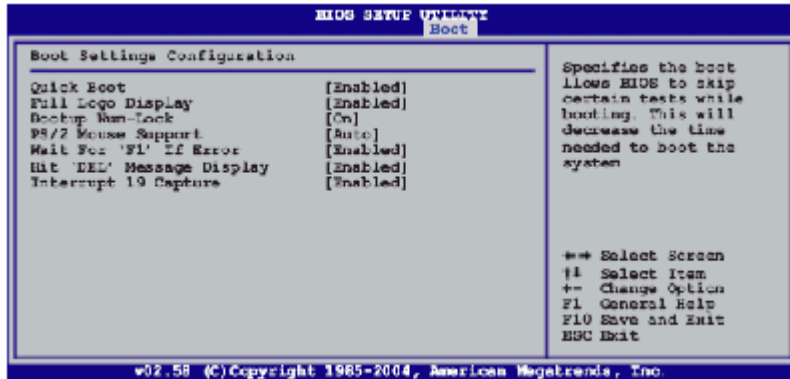 BIOS SETUP UTILITY
Boot
Boot Settings Configuration
Quick Boot [Enabled]
Full Logo Display [Enabled]
Bootup Num-Lock [On]
PS/2 Mouse Support [Auto]
Wait For 'F1' If Error [Enabled]
Hit 'DEL' Message Display [Enabled]
Interrupt 19 Capture [Enabled]
Specifies the boot
llows BIOS to skip
certain tests while
booting. This will
decrease the time
needed to boot the
system
←→ Select Screen
↑↓ Select Item
+- Change Option
F1 General Help
F10 Save and Exit
ESC Exit
v02.58 (C)Copyright 1985-2004, American Megatrends, Inc.